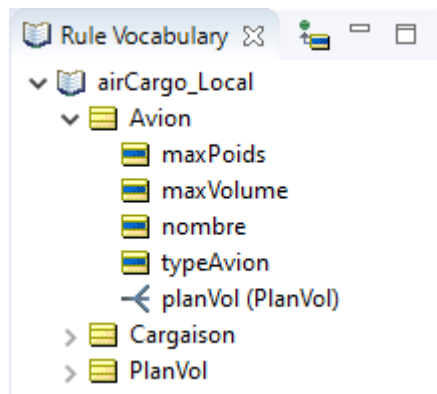 Rule Vocabulary
airCargo_Local
Avion
maxPoids
maxVolume
nombre
typeAvion
planVol (PlanVol)
Cargaison
PlanVol